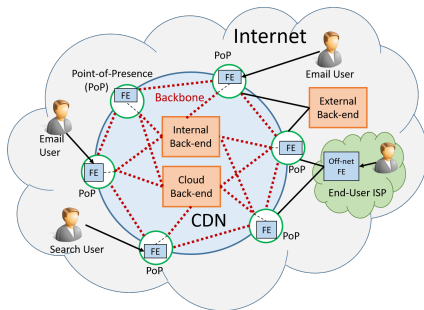 Internet
PoP
Email User
Point-of-Presence
(PoP)
FE
FE
Backbone
External
Back-end
Email
User
Internal
Back-end
FE
PoP
Off-net
FE
End-User ISP
FE
PoP
Cloud
Back-end
CDN
Search User
FE
PoP
FE
PoP